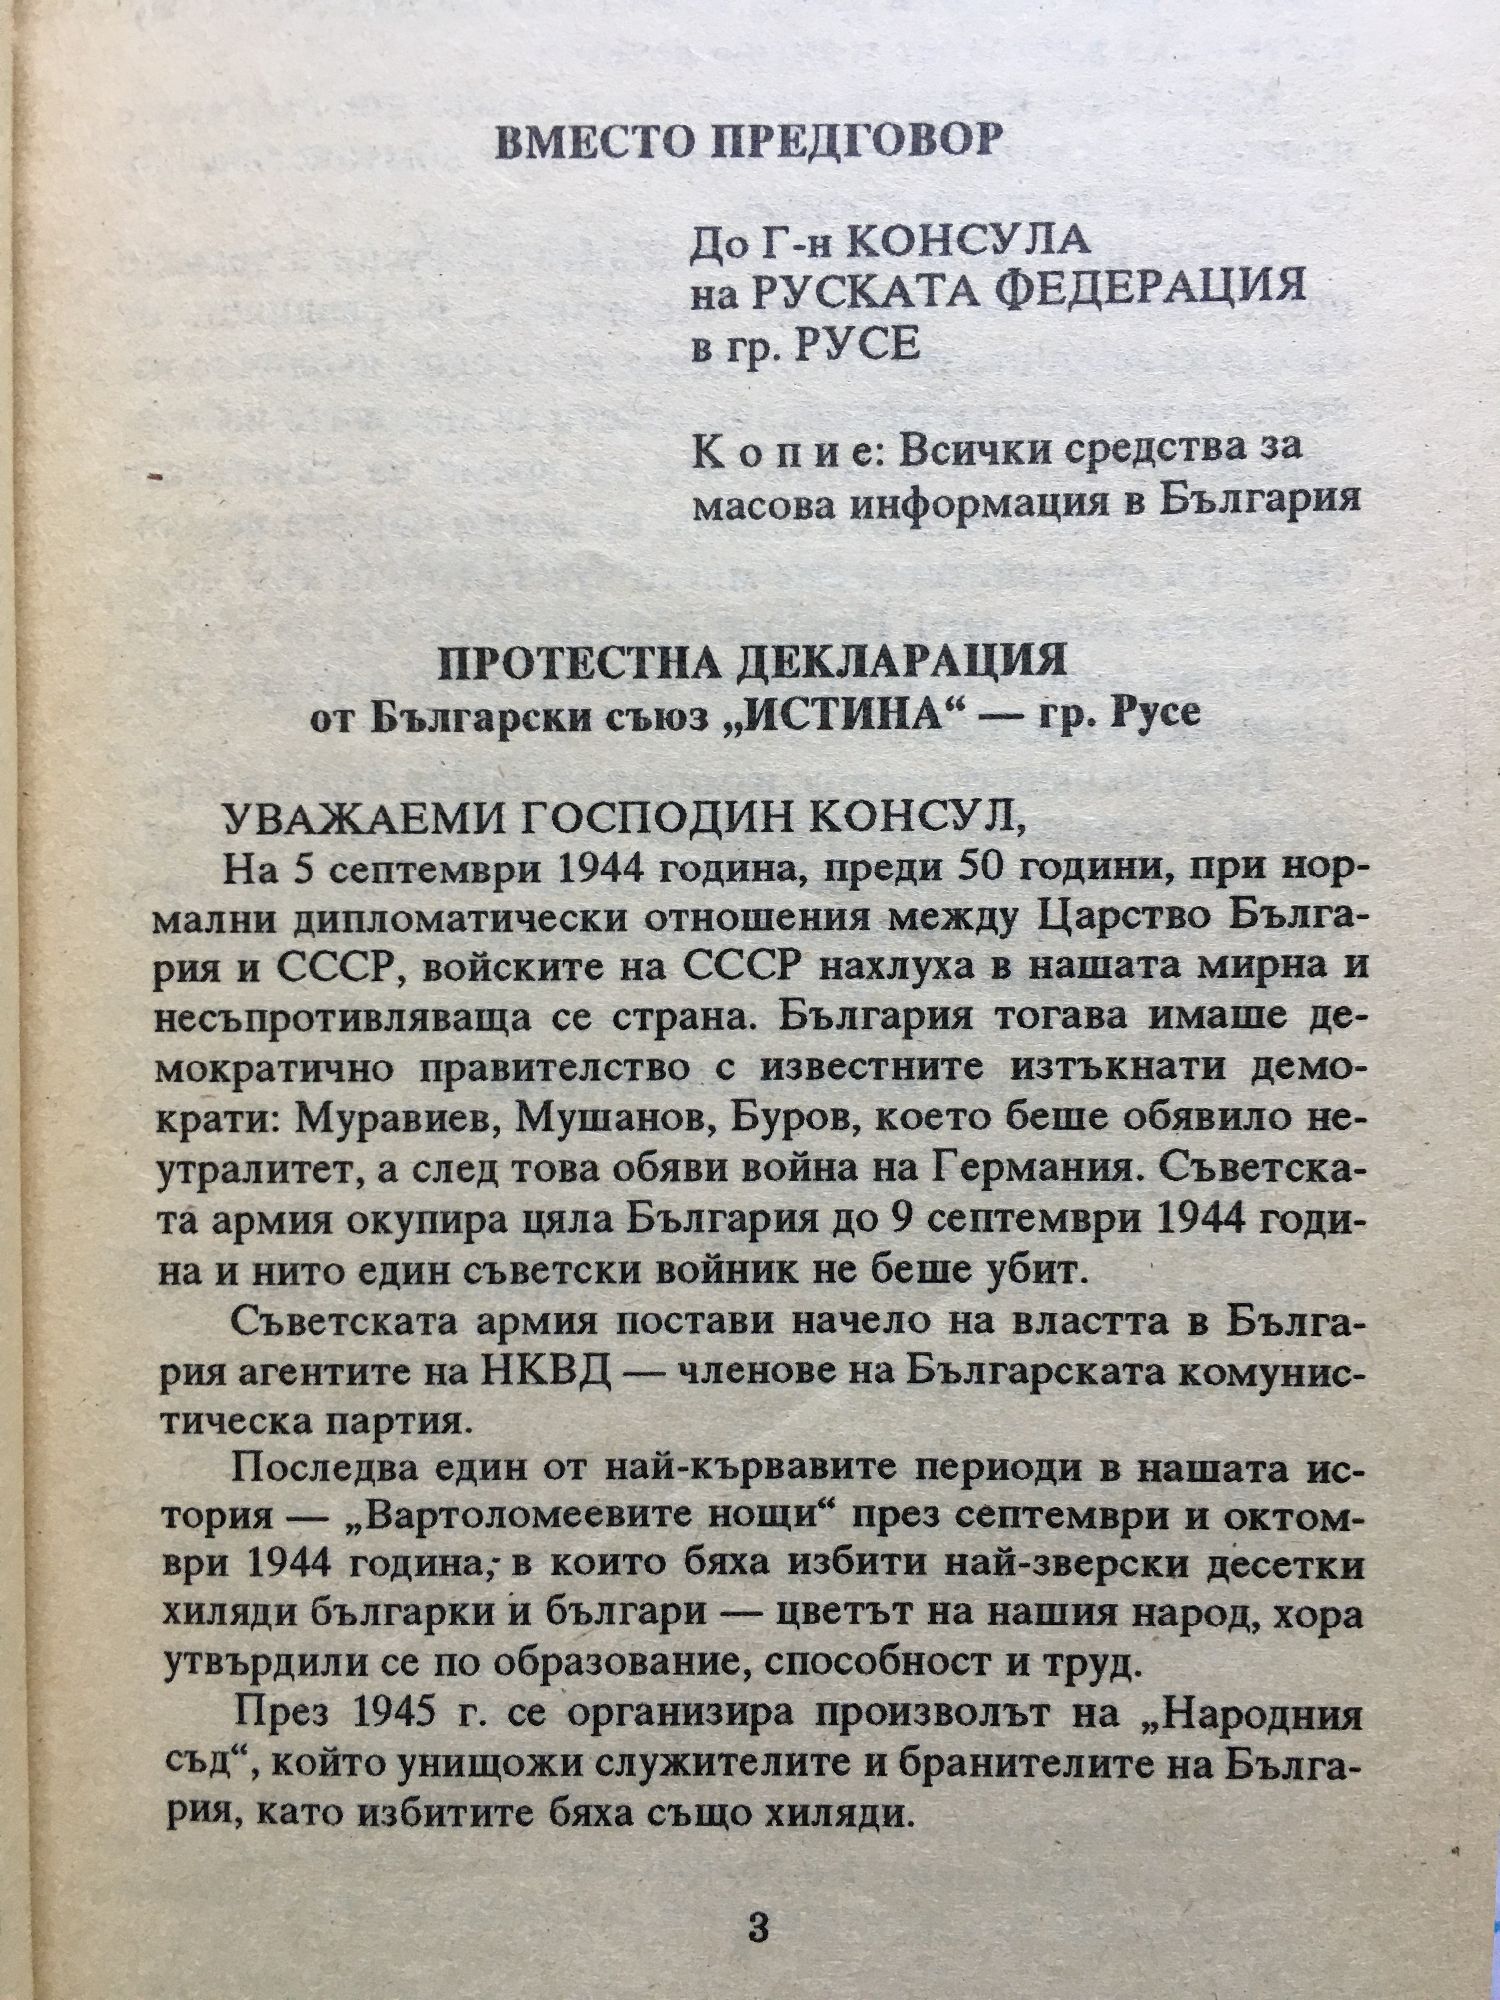 ВМЕСТО ПРЕДГОВОР
До Г-н КОНСУЛА
на РУСКАТА ФЕДЕРАЦИЯ
в гр. РУСЕ
К о п и е: Всички средства за
масова информация в България
ПРОТЕСТНА ДЕКЛАРАЦИЯ
от Български съюз „ИСТИНА“ — гр. Русе
УВАЖАЕМИ ГОСПОДИН КОНСУЛ,
На 5 септември 1944 година, преди 50 години, при нор-
мални дипломатически отношения между Царство Бълга-
рия и СССР, войските на СССР нахлуха в нашата мирна и
несъпротивляваща се страна. България тогава имаше де-
мократично правителство с известните изтъкнати демо-
крати: Муравиев, Мушанов, Буров, което беше обявило не-
утралитет, а след това обяви война на Германия. Съветска-
та армия окупира цяла България до 9 септември 1944 годи-
на и нито един съветски войник не беше убит.
Съветската армия постави начело на властта в Бълга-
рия агентите на НКВД — членове на Българската комунис-
тическа партия.
Последва един от най-кървавите периоди в нашата ис-
тория — „Вартоломеевите нощи“ през септември и октом-
ври 1944 година, в които бяха избити най-зверски десетки
хиляди българки и българи — цветът на нашия народ, хора
утвърдили се по образование, способност и труд.
През 1945 г. се организира произволът на „Народния
съд“, който унищожи служителите и бранителите на Бълга-
рия, като избитите бяха също хиляди.
3